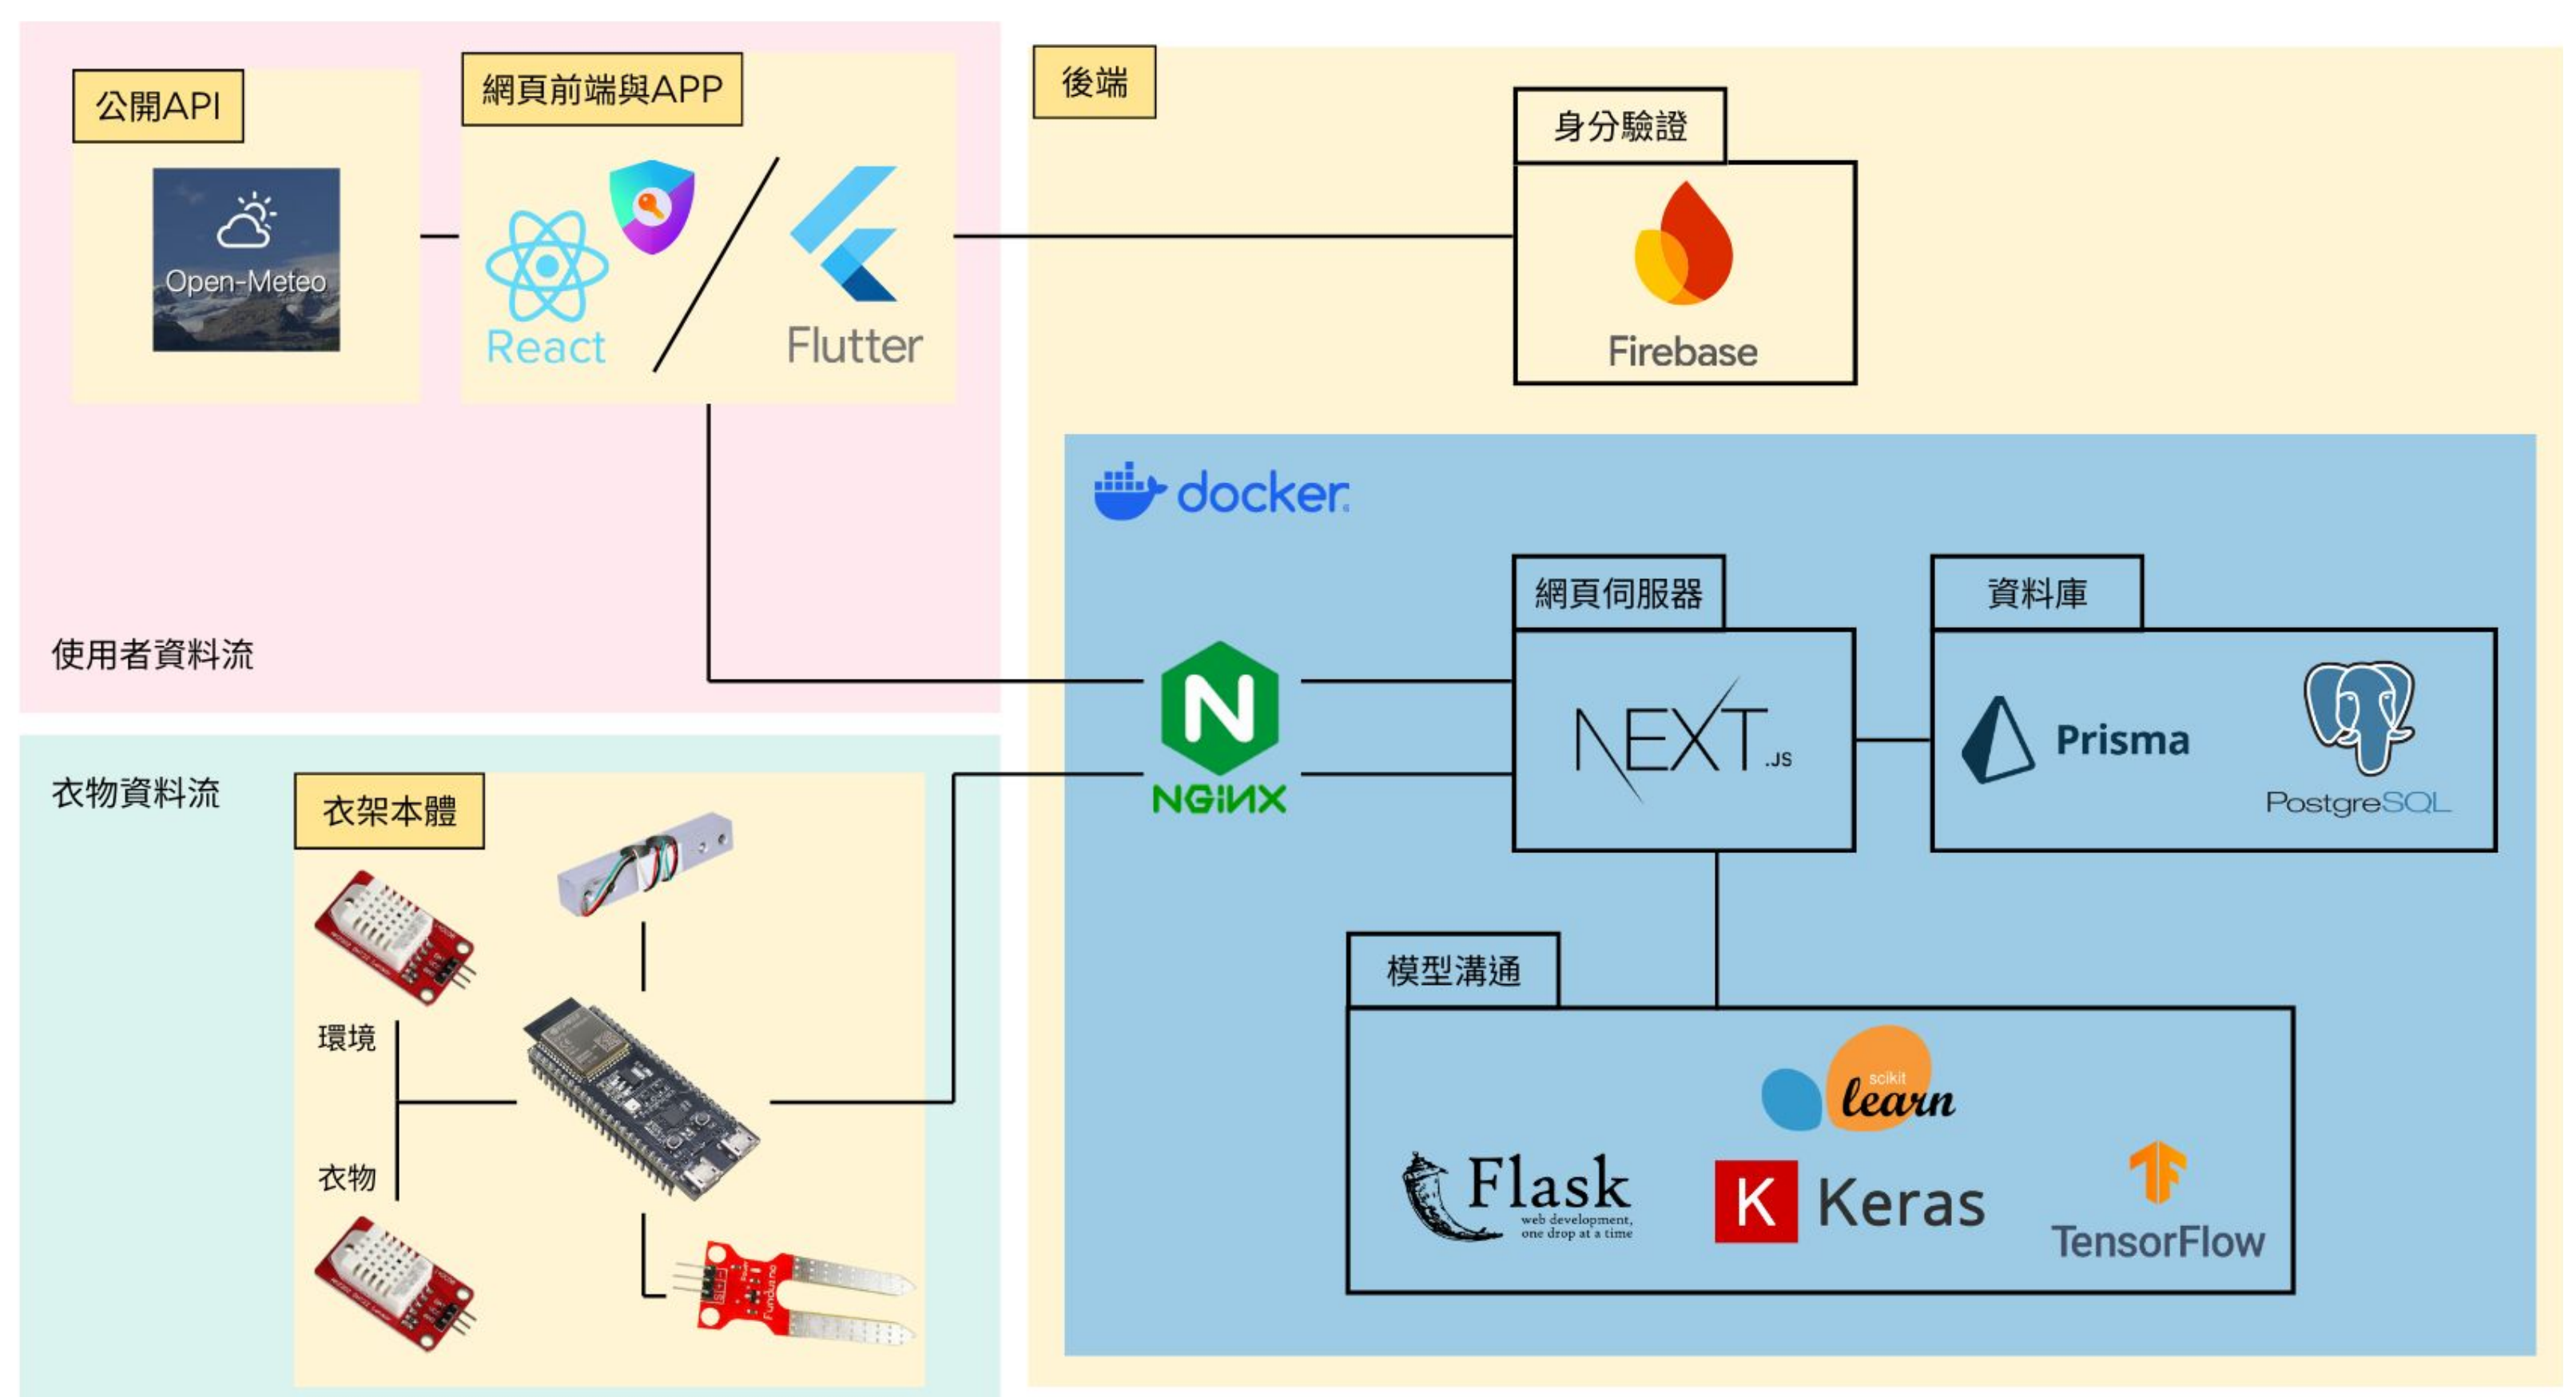 公開API
Open-Meteo
網頁前端與APP
React
Flutter
使用者資料流
衣物資料流
衣架本體
環境
衣物
Funduino
後端
身分驗證
Firebase
docker
NGINX
網頁伺服器
NEXT.JS
資料庫
Prisma
PostgreSQL
模型溝通
scikit
learn
Flask
web development,
one drop at a time
K Keras
TensorFlow